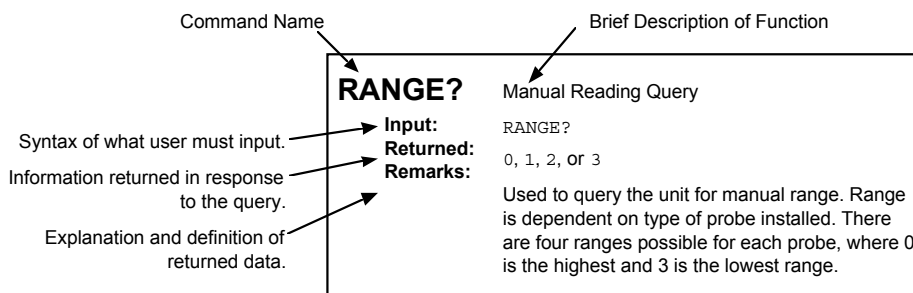 Command Name
Brief Description of Function
RANGE?
Manual Reading Query
Syntax of what user must input.
Input:
RANGE?
Information returned in response
to the query.
Returned:
0, 1, 2, or 3
Explanation and definition of
returned data.
Remarks:
Used to query the unit for manual range. Range
is dependent on type of probe installed. There
are four ranges possible for each probe, where 0
is the highest and 3 is the lowest range.